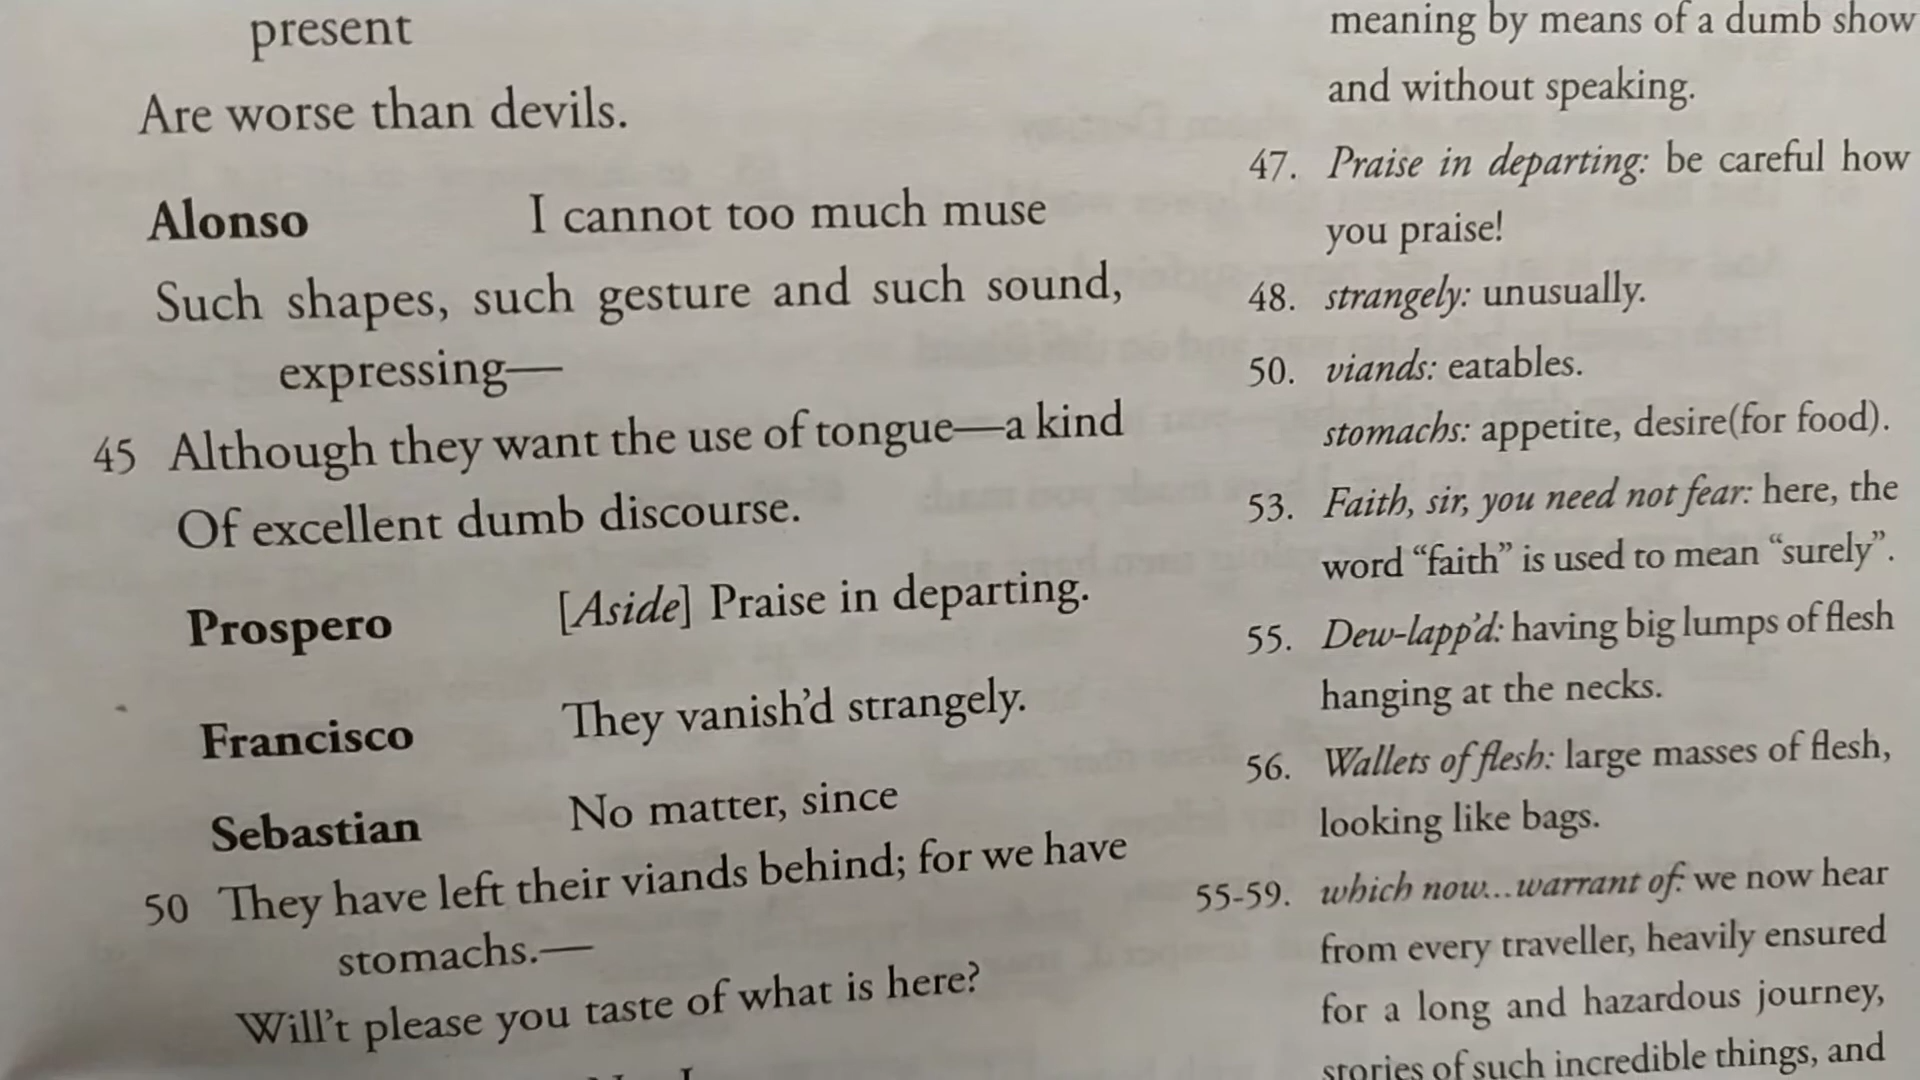 present
Are worse than devils.
Alonso I cannot too much muse
Such shapes, such gesture and such sound,
expressing—
45 Although they want the use of tongue—a kind
Of excellent dumb discourse.
Prospero [Aside] Praise in departing.
Francisco They vanish’d strangely.
Sebastian No matter, since
50 They have left their viands behind; for we have
stomachs.—
Will’t please you taste of what is here?
meaning by means of a dumb show
and without speaking.
47. Praise in departing: be careful how
you praise!
48. strangely: unusually.
50. viands: eatables.
stomachs: appetite, desire(for food).
53. Faith, sir, you need not fear: here, the
word “faith” is used to mean “surely”.
55. Dew-lapp’d: having big lumps of flesh
hanging at the necks.
56. Wallets of flesh: large masses of flesh,
looking like bags.
55-59. which now...warrant of: we now hear
from every traveller, heavily ensured
for a long and hazardous journey,
stories of such incredible things, and